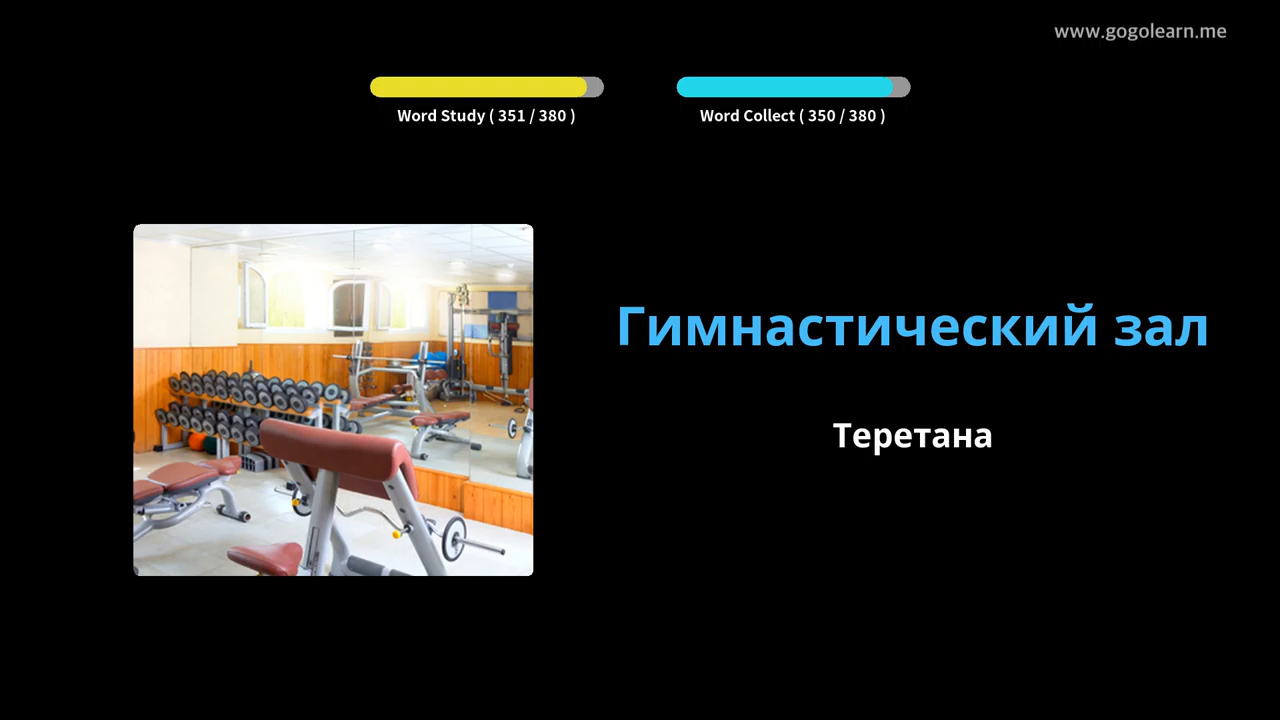 www.gogolearn.me
Word Study ( 351 / 380 )
Word Collect ( 350 / 380 )
Гимнастический зал
Теретана